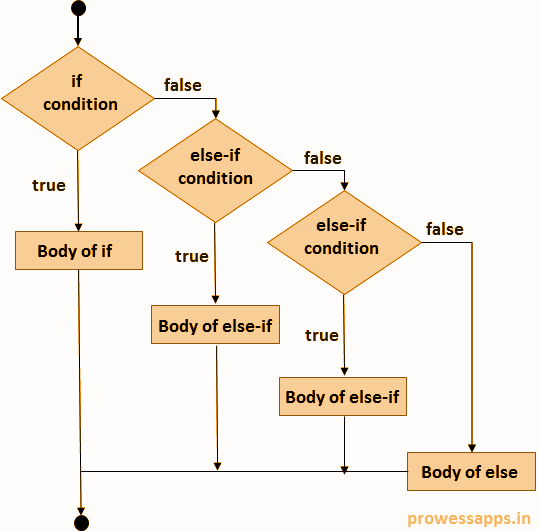 if
condition
false
else-if
condition
false
true
else-if
condition
false
Body of if
true
Body of else-if
true
Body of else-if
Body of else
prowessapps.in